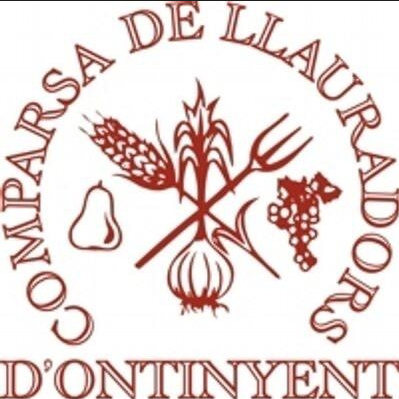 COMPARSA DE LLAURADORS
D'ONTINYENT